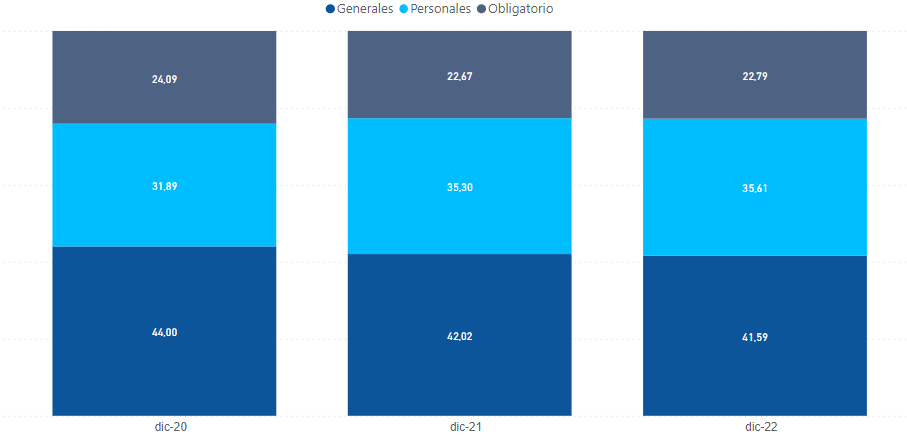 Generales Personales Obligatorio
24,09 22,67 22,79
31,89 35,30 35,61
44,00 42,02 41,59
dic-20 dic-21 dic-22